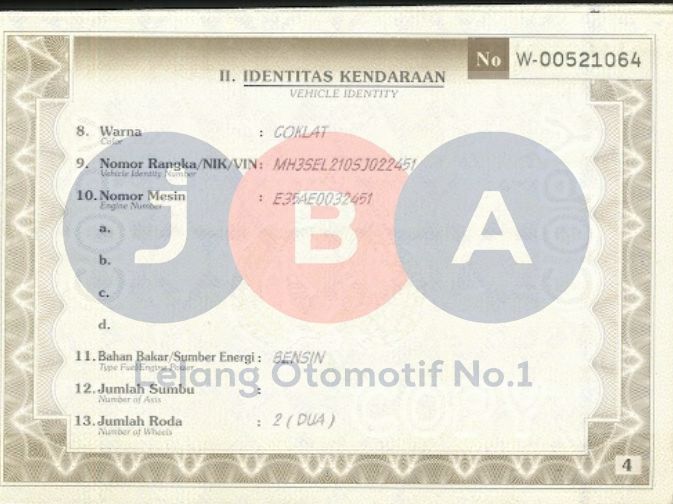 No W-00521064
II. IDENTITAS KENDARAAN
VEHICLE IDENTITY
8. Warna : COKLAT
Color
9. Nomor Rangka/NIK/VIN : MH3SEL210SJ022451
Vehicle Identity Number
10. Nomor Mesin : E35AE0032451
Engine Number
a.
b.
c.
d.
jBA
11. Bahan Bakar/Sumber Energi : BENSIN
Type Fuel/Engine Power
Lelang Otomotif No.1
12. Jumlah Sumbu :
Number of Axis
13. Jumlah Roda : 2 ( DUA )
Number of Wheels
COPY
4